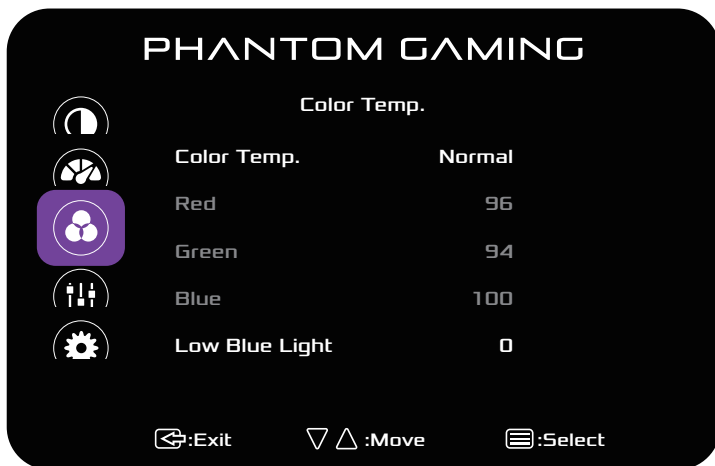 PHANTOM GAMING
Color Temp.
Color Temp. Normal
Red 96
Green 94
Blue 100
Low Blue Light 0
:Exit :Move :Select